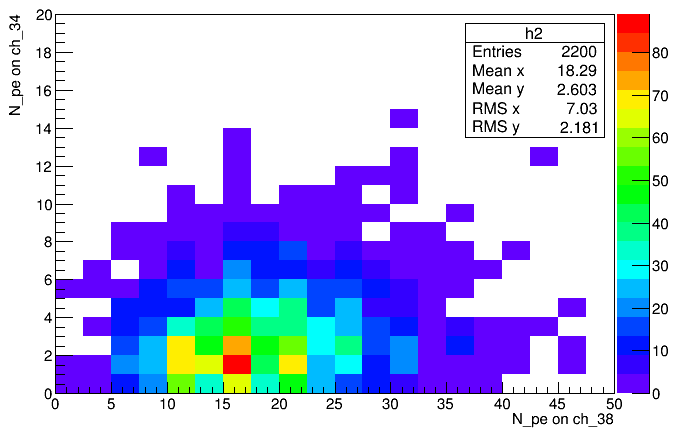 N_pe on ch_34
20
18
16
14
12
10
8
6
4
2
0
h2
Entries 2200
Mean x 18.29
Mean y 2.603
RMS x 7.03
RMS y 2.181
80
70
60
50
40
30
20
10
0
0 5 10 15 20 25 30 35 40 45 50
N_pe on ch_38